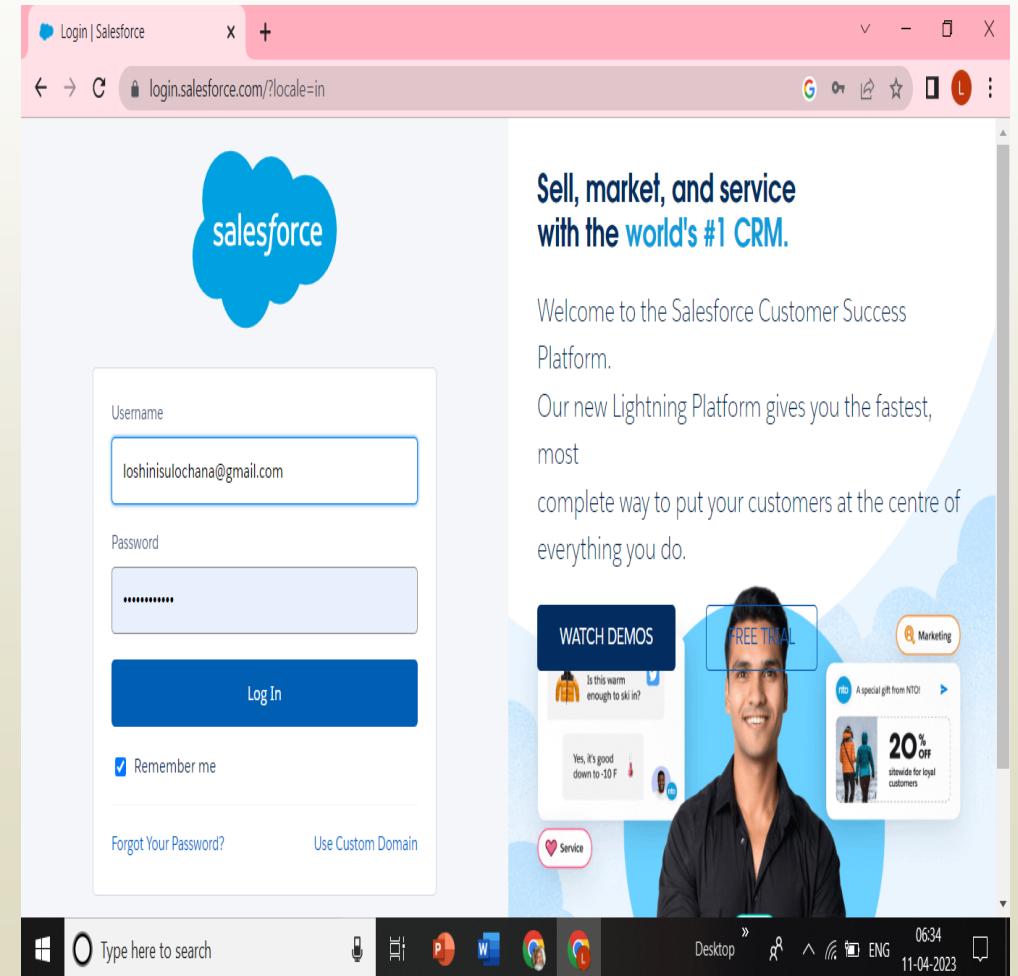 Login | Salesforce
login.salesforce.com/?locale=in
L
salesforce
Username
loshinisulochana@gmail.com
Password
••••••••••••
Log In
Remember me
Forgot Your Password?
Use Custom Domain
Sell, market, and service
with the world's #1 CRM.
Welcome to the Salesforce Customer Success
Platform.
Our new Lightning Platform gives you the fastest,
most
complete way to put your customers at the centre of
everything you do.
WATCH DEMOS
FREE TRIAL
Marketing
Is this warm
enough to ski in?
nto
A special gift from NTO!
Yes, it's good
down to -10 F
nto
20% OFF
sitewide for loyal
customers
Service
Type here to search
Desktop
ENG
06:34
11-04-2023